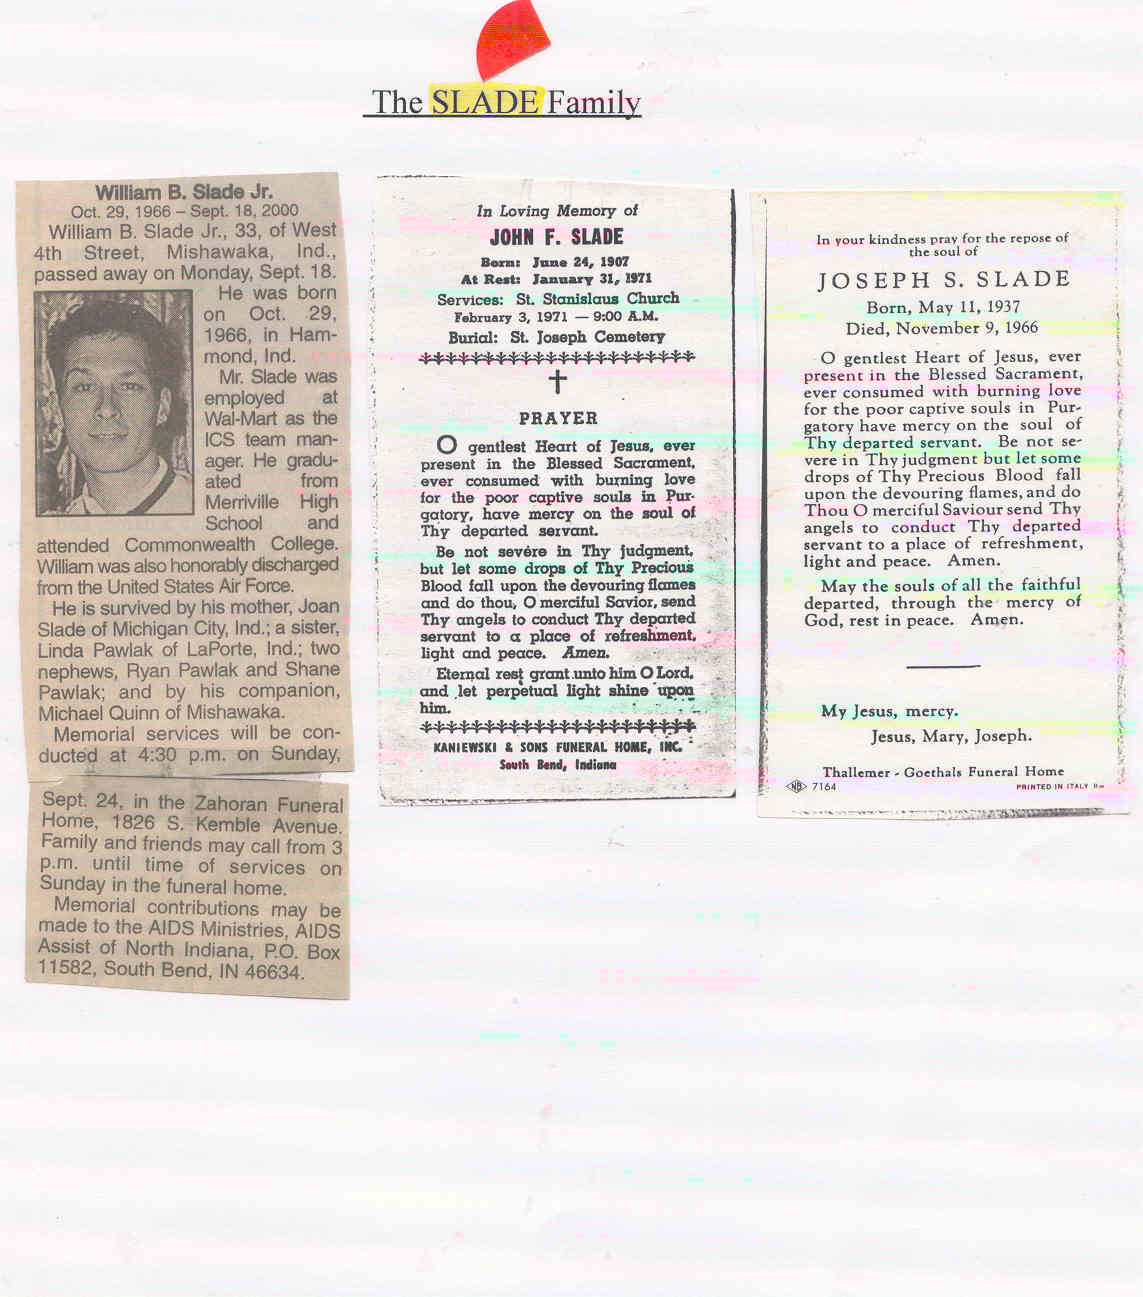 The SLADE Family
William B. Slade Jr.
Oct. 29, 1966 – Sept. 18, 2000
William B. Slade Jr., 33, of West
4th Street, Mishawaka, Ind.,
passed away on Monday, Sept. 18.
He was born
on Oct. 29,
1966, in Ham-
mond, Ind.
Mr. Slade was
employed at
Wal-Mart as the
ICS team man-
ager. He gradu-
ated from
Merriville High
School and
attended Commonwealth College.
William was also honorably discharged
from the United States Air Force.
He is survived by his mother, Joan
Slade of Michigan City, Ind.; a sister,
Linda Pawlak of LaPorte, Ind.; two
nephews, Ryan Pawlak and Shane
Pawlak; and by his companion,
Michael Quinn of Mishawaka.
Memorial services will be con-
ducted at 4:30 p.m. on Sunday,
Sept. 24, in the Zahoran Funeral
Home, 1826 S. Kemble Avenue.
Family and friends may call from 3
p.m. until time of services on
Sunday in the funeral home.
Memorial contributions may be
made to the AIDS Ministries, AIDS
Assist of North Indiana, P.O. Box
11582, South Bend, IN 46634.
In Loving Memory of
JOHN F. SLADE
Born: June 24, 1907
At Rest: January 31, 1971
Services: St. Stanislaus Church
February 3, 1971 — 9:00 A.M.
Burial: St. Joseph Cemetery
PRAYER
O gentlest Heart of Jesus, ever
present in the Blessed Sacrament,
ever consumed with burning love
for the poor captive souls in Pur-
gatory, have mercy on the soul of
Thy departed servant.
Be not severe in Thy judgment,
but let some drops of Thy Precious
Blood fall upon the devouring flames
and do thou, O merciful Savior, send
Thy angels to conduct Thy departed
servant to a place of refreshment,
light and peace. Amen.
Eternal rest grant unto him O Lord,
and let perpetual light shine upon
him.
KANIEWSKI & SONS FUNERAL HOME, INC.
South Bend, Indiana
In your kindness pray for the repose of
the soul of
JOSEPH S. SLADE
Born, May 11, 1937
Died, November 9, 1966
O gentlest Heart of Jesus, ever
present in the Blessed Sacrament,
ever consumed with burning love
for the poor captive souls in Pur-
gatory have mercy on the soul of
Thy departed servant. Be not se-
vere in Thy judgment but let some
drops of Thy Precious Blood fall
upon the devouring flames, and do
Thou O merciful Saviour send Thy
angels to conduct Thy departed
servant to a place of refreshment,
light and peace. Amen.
May the souls of all the faithful
departed, through the mercy of
God, rest in peace. Amen.
My Jesus, mercy.
Jesus, Mary, Joseph.
Thallemer - Goethals Funeral Home
NB 7164 PRINTED IN ITALY